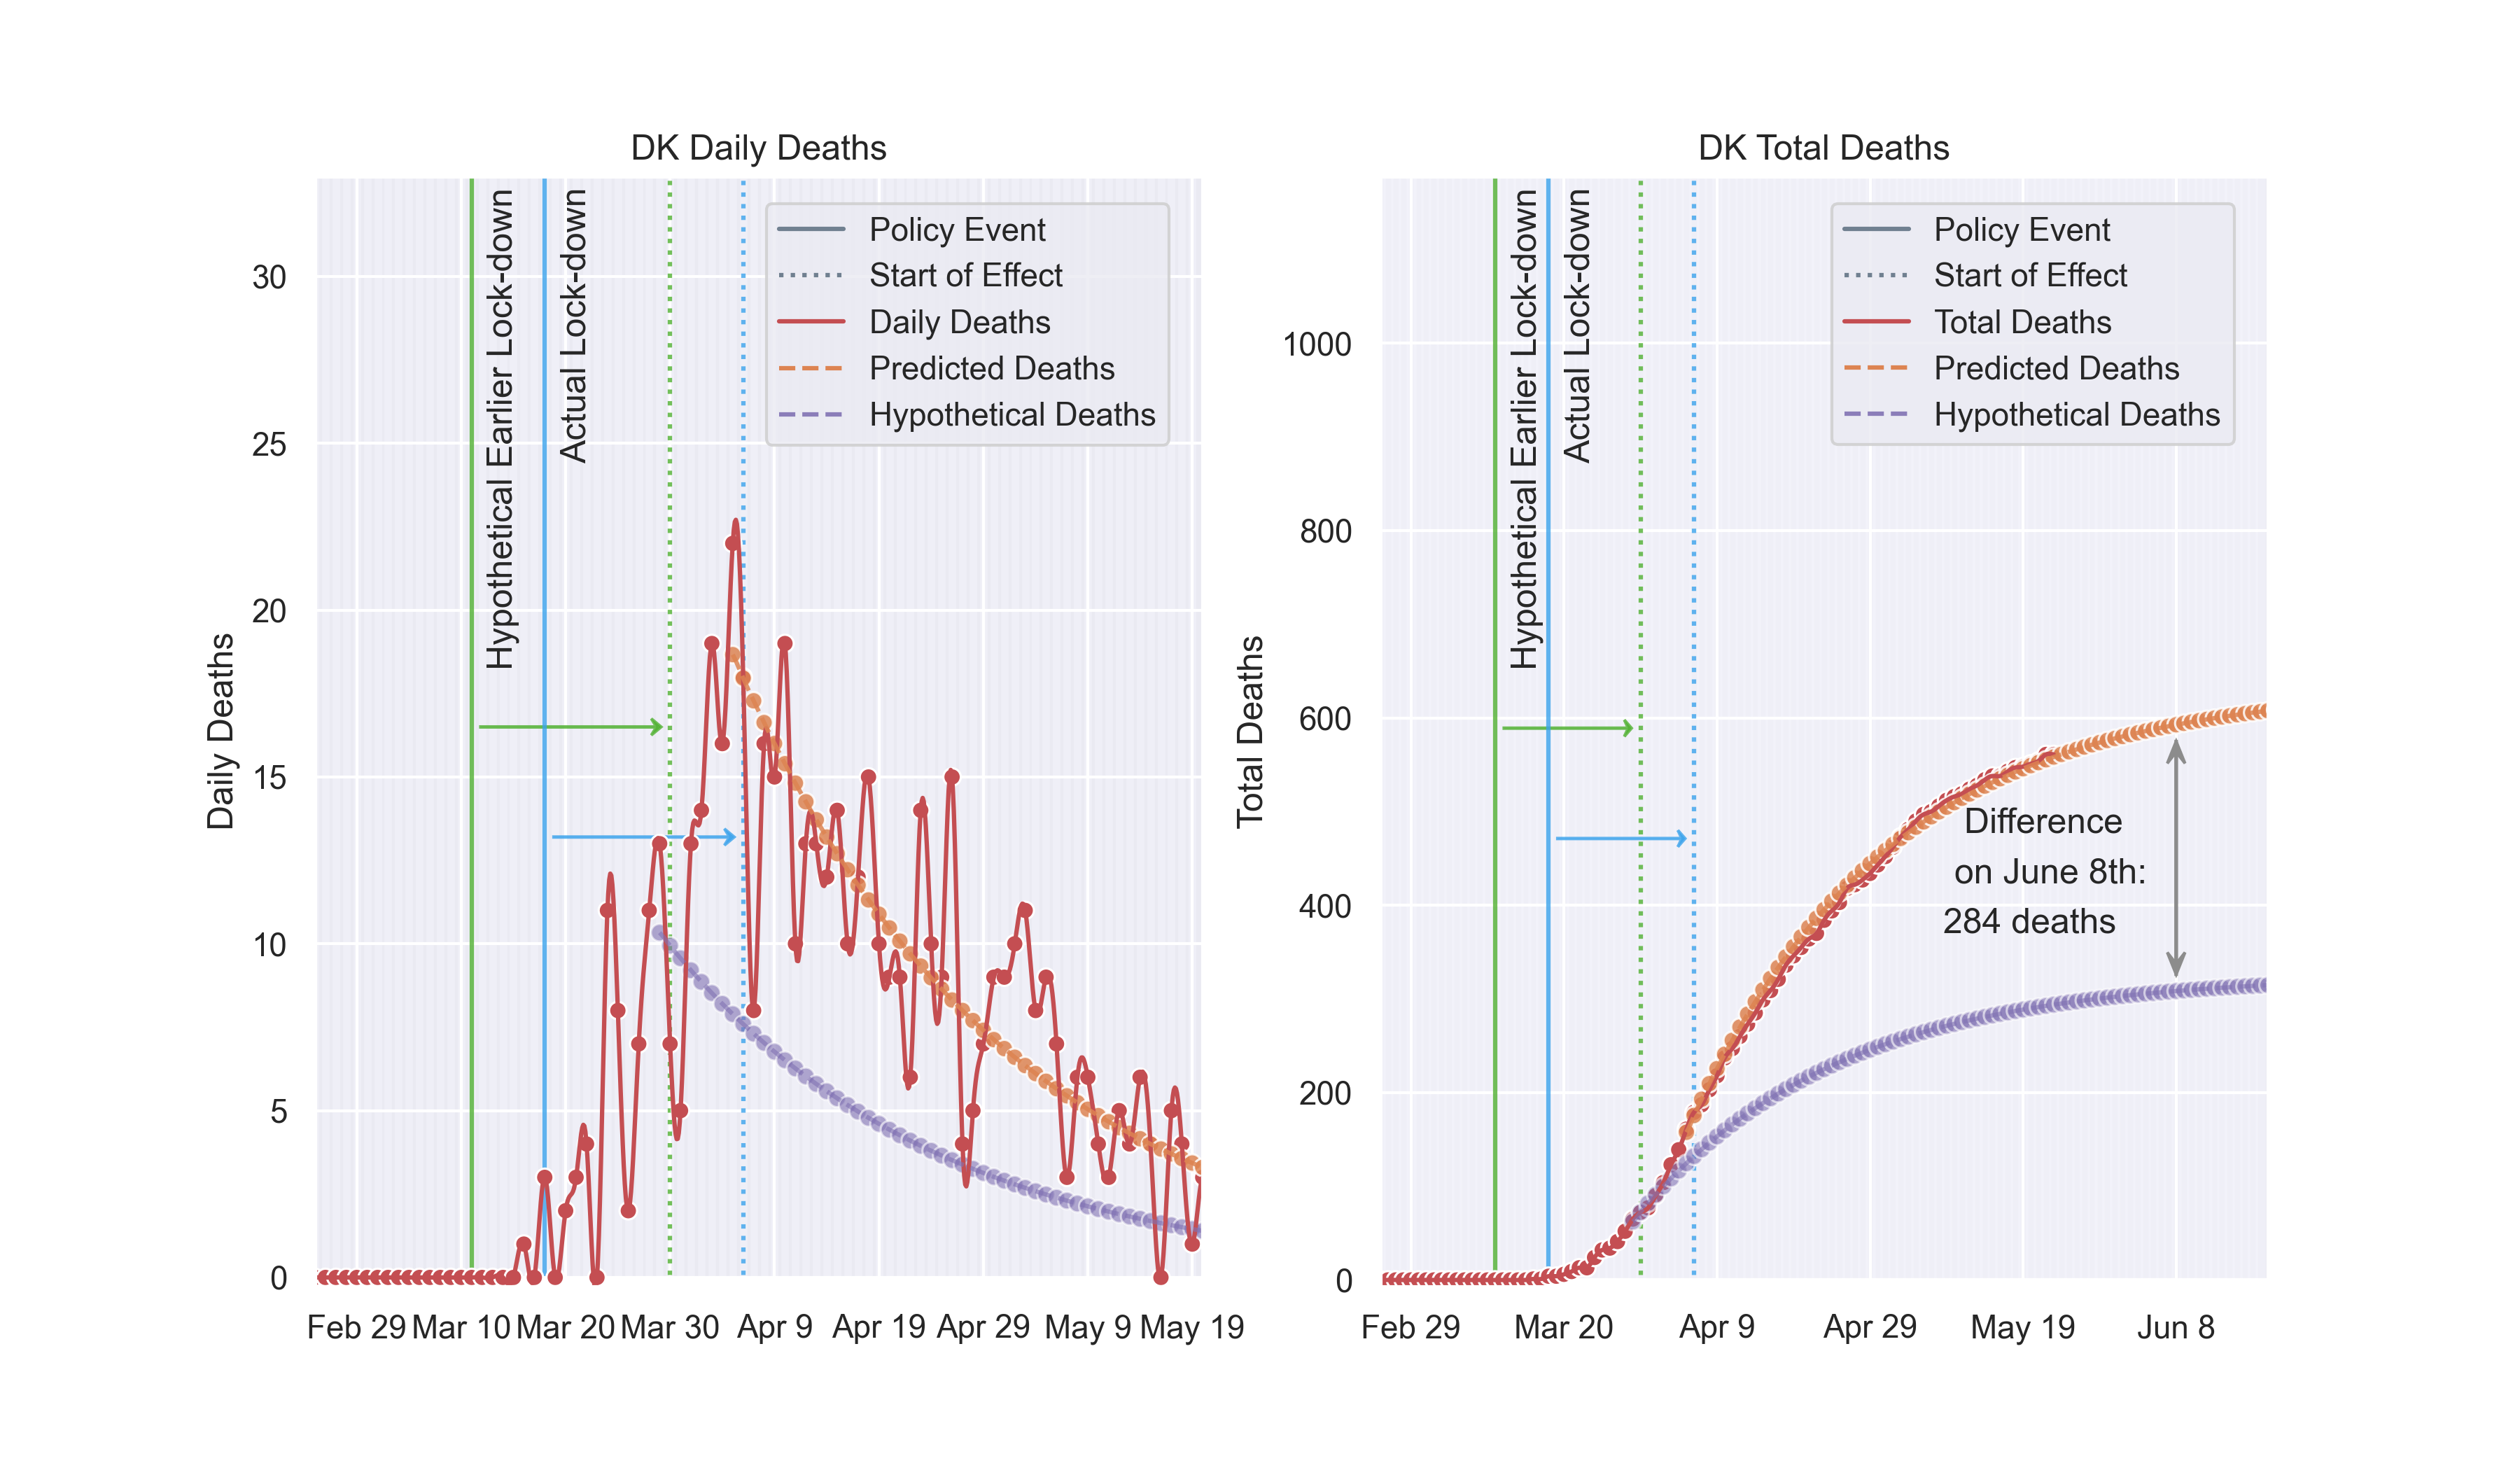 DK Daily Deaths
Daily Deaths
30
25
20
15
10
5
0
Feb 29
Mar 10
Mar 20
Mar 30
Apr 9
Apr 19
Apr 29
May 9
May 19
Hypothetical Earlier Lock-down
Actual Lock-down
Policy Event
Start of Effect
Daily Deaths
Predicted Deaths
Hypothetical Deaths
DK Total Deaths
Total Deaths
1000
800
600
400
200
0
Feb 29
Mar 20
Apr 9
Apr 29
May 19
Jun 8
Hypothetical Earlier Lock-down
Actual Lock-down
Policy Event
Start of Effect
Total Deaths
Predicted Deaths
Hypothetical Deaths
Difference
on June 8th:
284 deaths